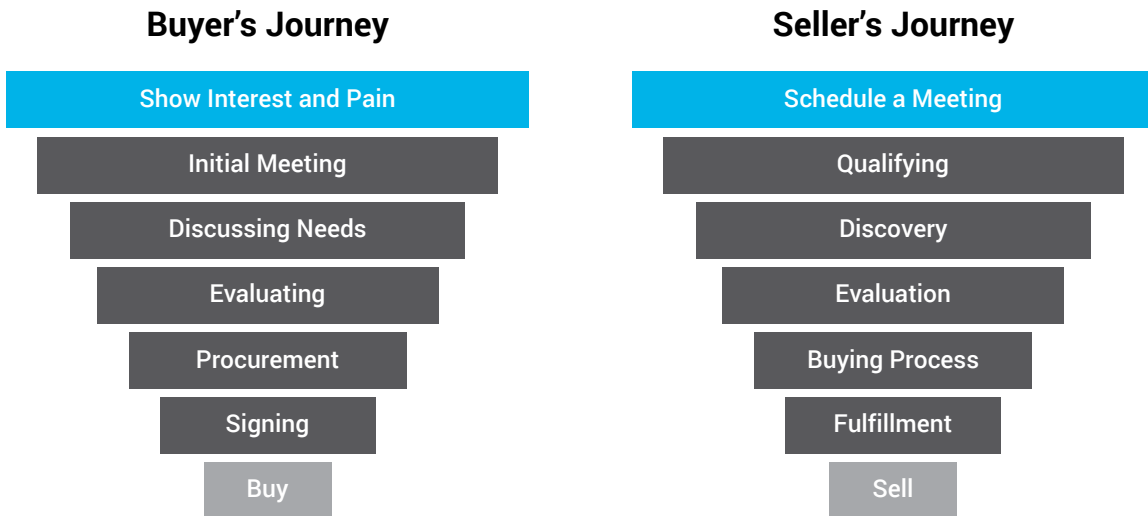 Buyer’s Journey
Show Interest and Pain
Initial Meeting
Discussing Needs
Evaluating
Procurement
Signing
Buy
Seller’s Journey
Schedule a Meeting
Qualifying
Discovery
Evaluation
Buying Process
Fulfillment
Sell